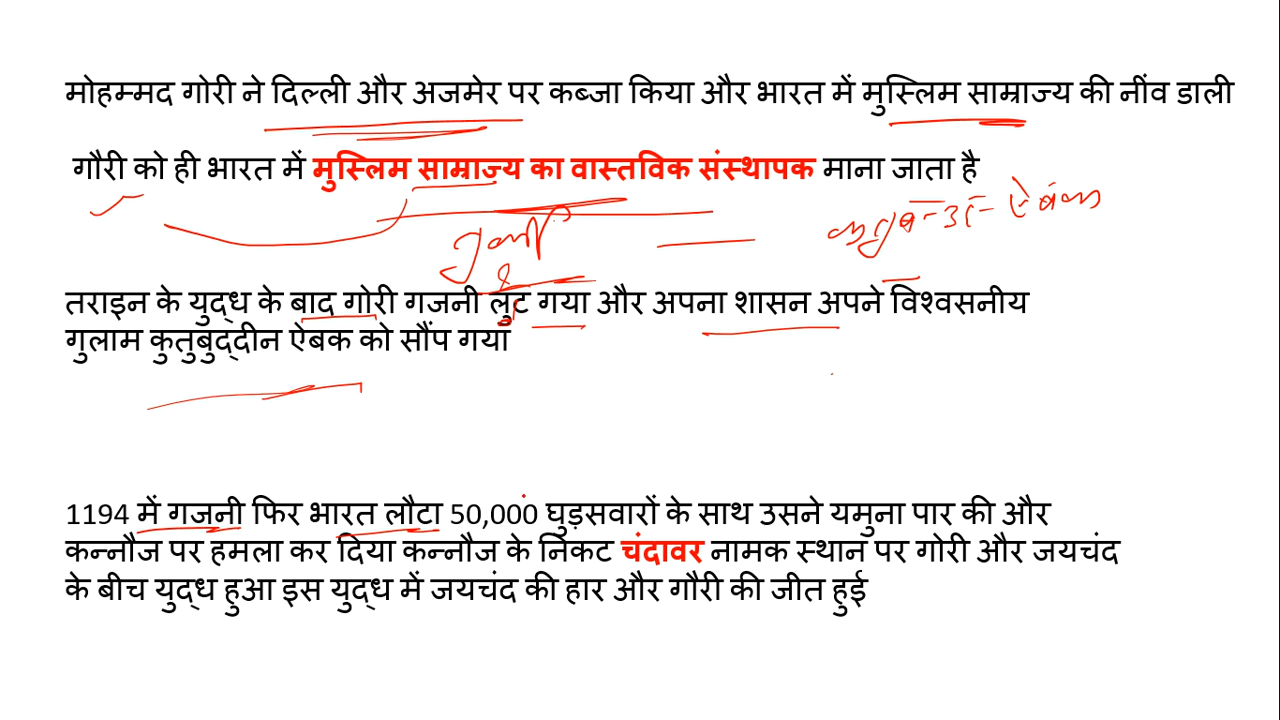 मोहम्मद गोरी ने दिल्ली और अजमेर पर कब्जा किया और भारत में मुस्लिम साम्राज्य की नींव डाली
गौरी को ही भारत में मुस्लिम साम्राज्य का वास्तविक संस्थापक माना जाता है
तराइन के युद्ध के बाद गोरी गजनी लुट गया और अपना शासन अपने विश्वसनीय
गुलाम कुतुबुद्दीन ऐबक को सौंप गया
1194 में गजनी फिर भारत लौटा 50,000 घुड़सवारों के साथ उसने यमुना पार की और
कन्नौज पर हमला कर दिया कन्नौज के निकट चंदावर नामक स्थान पर गोरी और जयचंद
के बीच युद्ध हुआ इस युद्ध में जयचंद की हार और गौरी की जीत हुई